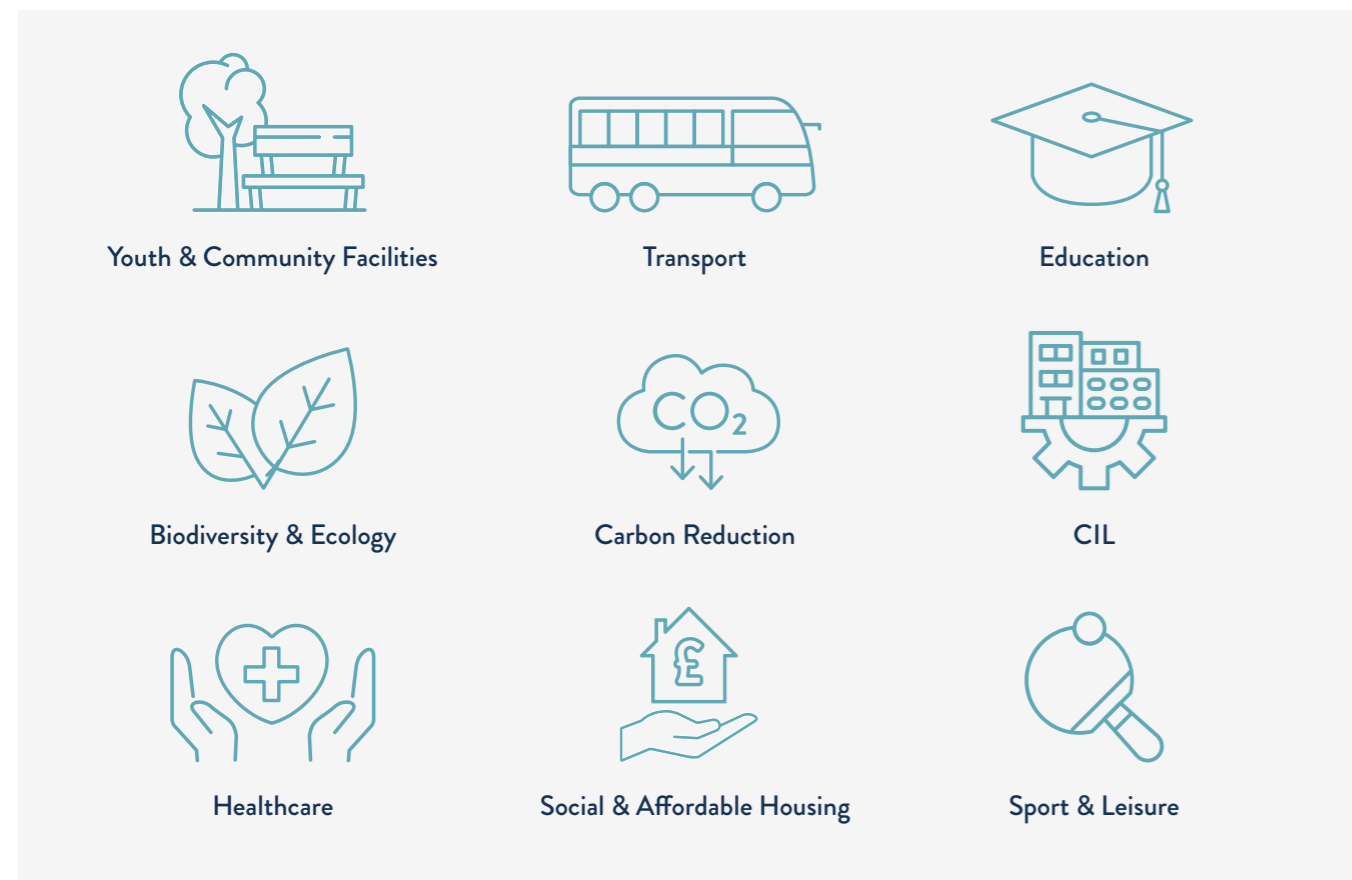 Youth & Community Facilities
Transport
Education
Biodiversity & Ecology
CO₂
Carbon Reduction
CIL
£
Healthcare
Social & Affordable Housing
Sport & Leisure